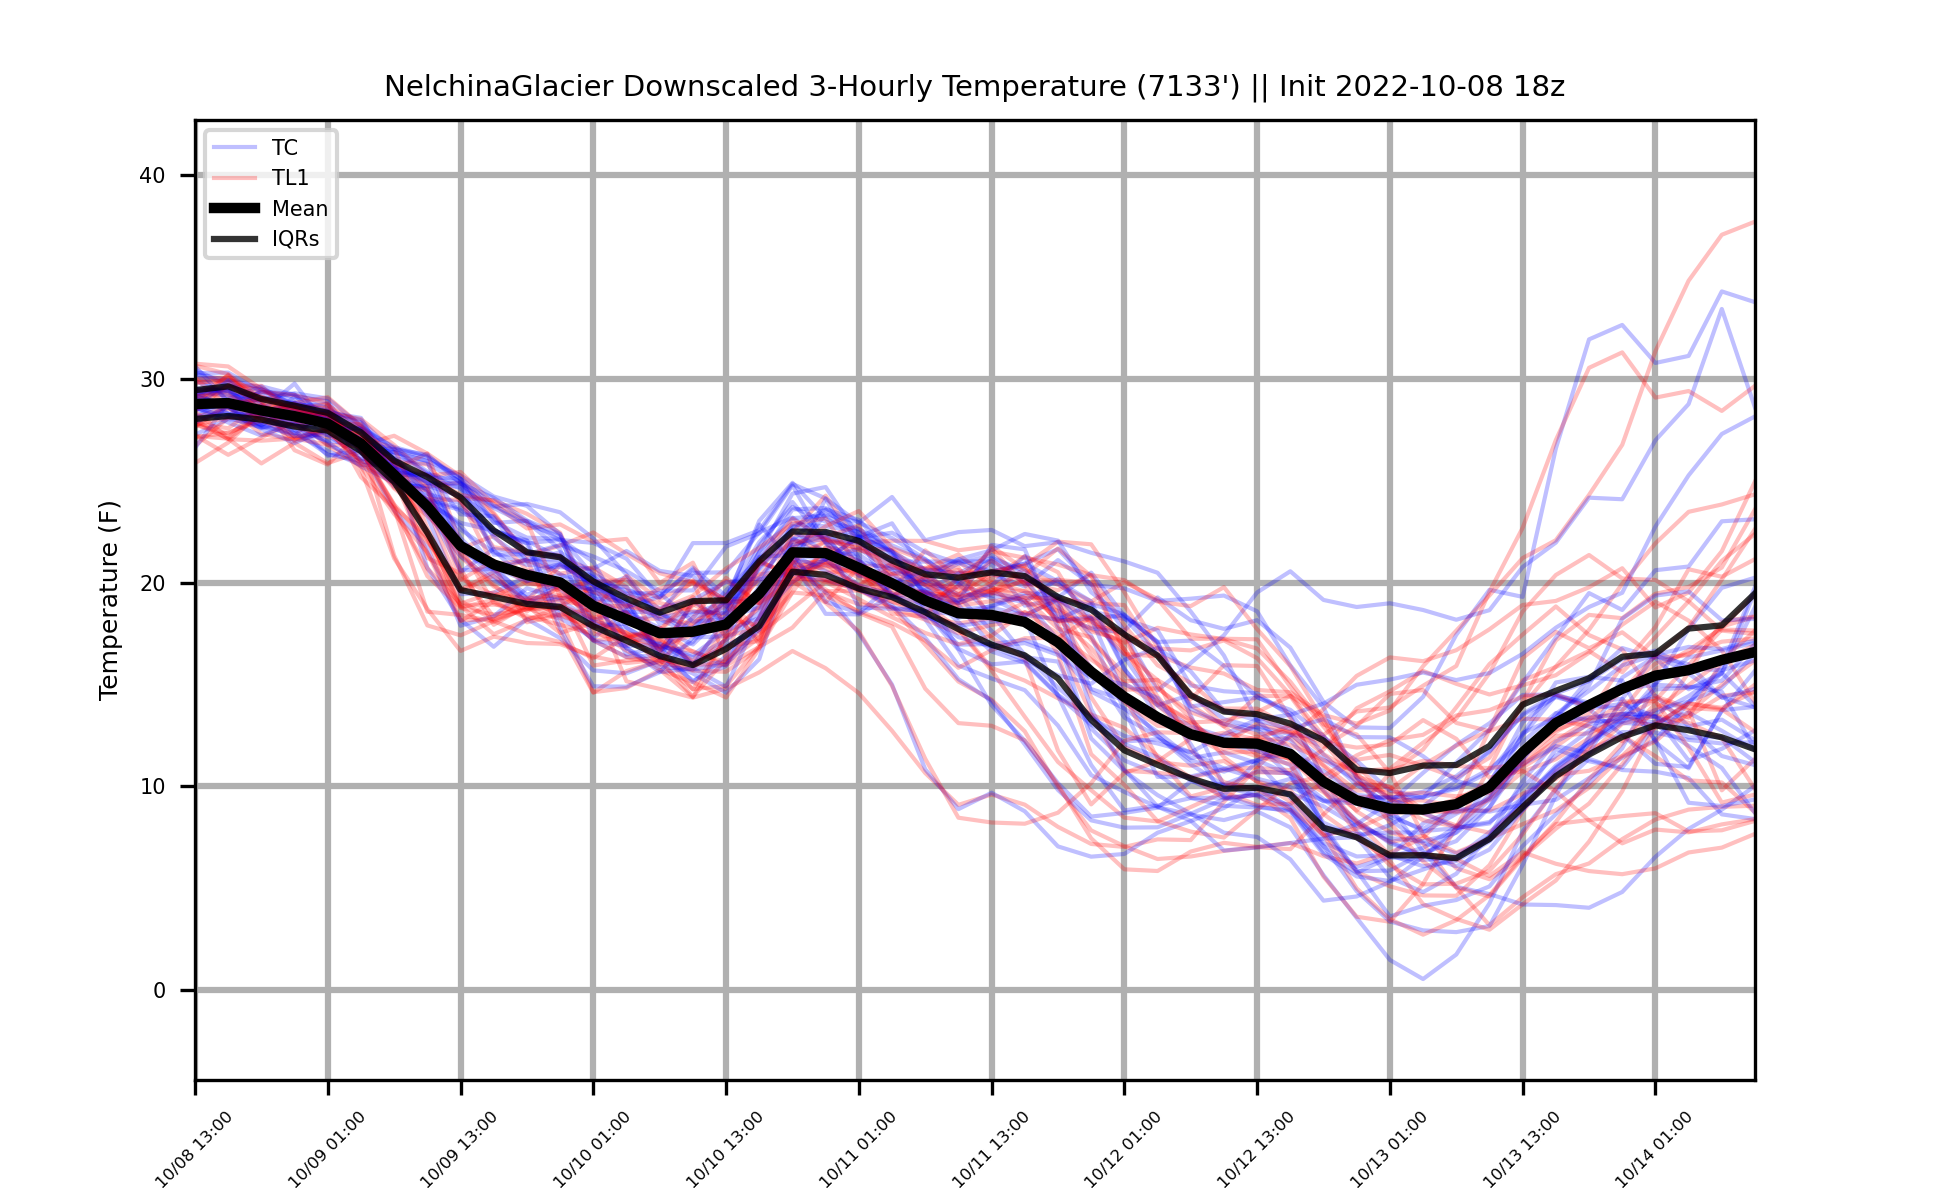 NelchinaGlacier Downscaled 3-Hourly Temperature (7133') || Init 2022-10-08 18z
TC
TL1
Mean
IQRs
Temperature (F)
40
30
20
10
0
10/08 13:00
10/09 01:00
10/09 13:00
10/10 01:00
10/10 13:00
10/11 01:00
10/11 13:00
10/12 01:00
10/12 13:00
10/13 01:00
10/13 13:00
10/14 01:00